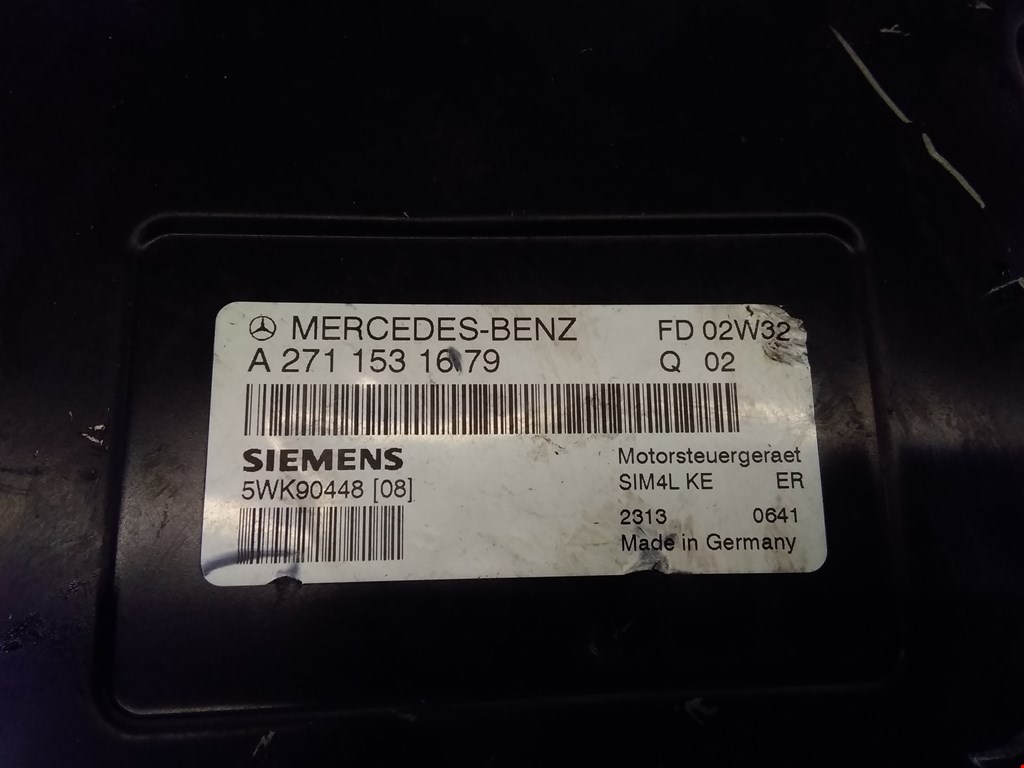 MERCEDES-BENZ FD 02W32
A 271 153 16 79 Q 02
SIEMENS Motorsteuergeraet
5WK90448 [08] SIM4L KE ER
2313 0641
Made in Germany